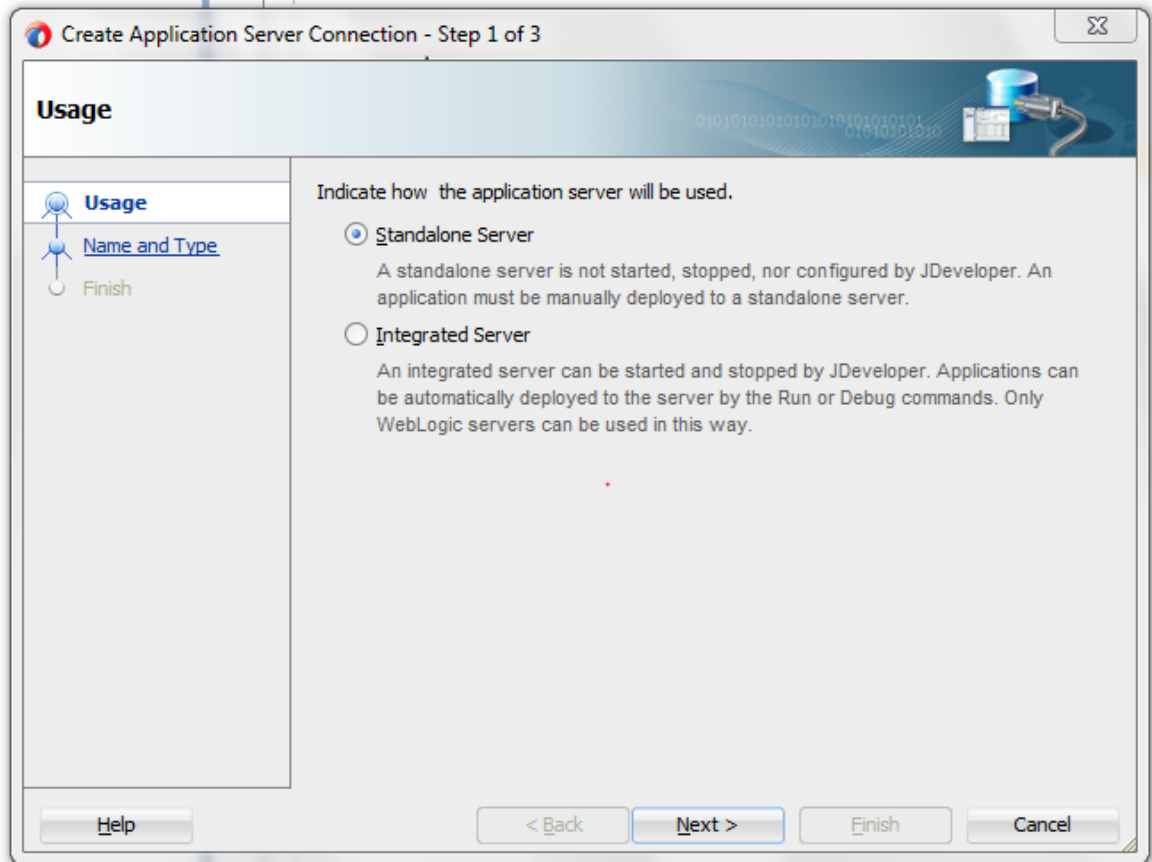 Create Application Server Connection - Step 1 of 3
Usage
0101010101010101010101010101
01010101010
Usage
Name and Type
Finish
Indicate how the application server will be used.
Standalone Server
A standalone server is not started, stopped, nor configured by JDeveloper. An
application must be manually deployed to a standalone server.
Integrated Server
An integrated server can be started and stopped by JDeveloper. Applications can
be automatically deployed to the server by the Run or Debug commands. Only
WebLogic servers can be used in this way.
Help
< Back
Next >
Finish
Cancel